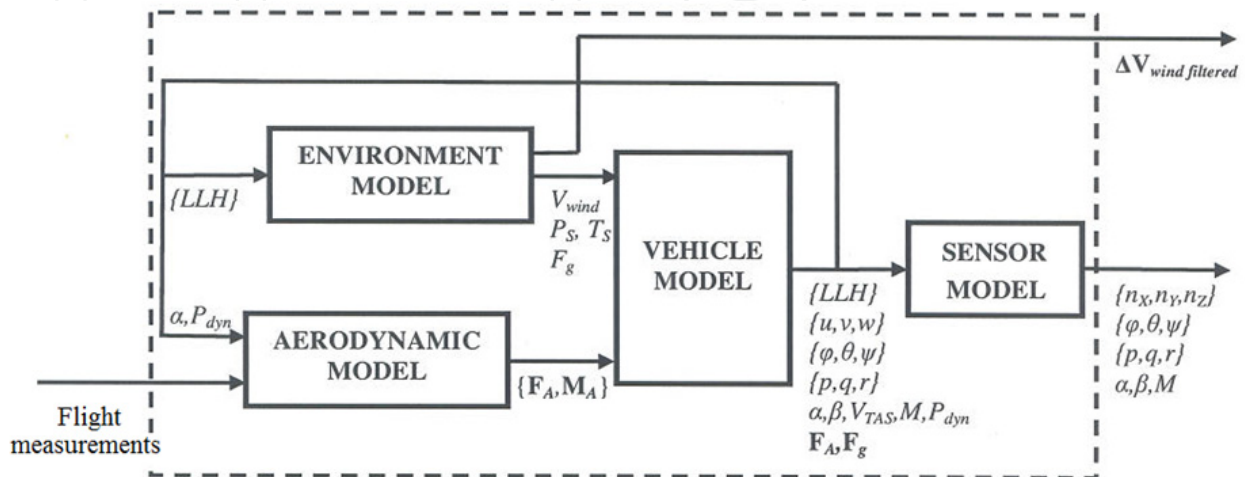 ΔV_wind filtered
ENVIRONMENT
MODEL
{LLH}
V_wind
P_S, T_S
F_g
VEHICLE
MODEL
SENSOR
MODEL
{LLH}
{u,v,w}
{φ,θ,ψ}
{p,q,r}
α,β,V_TAS,M,P_dyn
F_A,F_g
{n_X,n_Y,n_Z}
{φ,θ,ψ}
{p,q,r}
α,β,M
α,P_dyn
AERODYNAMIC
MODEL
{F_A,M_A}
Flight
measurements